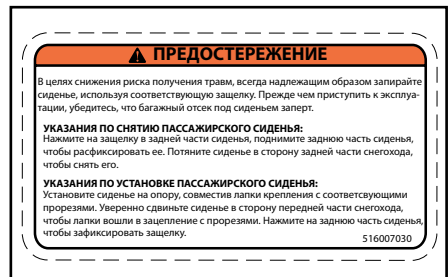 ПРЕДОСТЕРЕЖЕНИЕ
В целях снижения риска получения травм, всегда надлежащим образом запирайте
сиденье, используя соответствующую защелку. Прежде чем приступить к эксплуа-
тации, убедитесь, что багажный отсек под сиденьем заперт.
УКАЗАНИЯ ПО СНЯТИЮ ПАССАЖИРСКОГО СИДЕНЬЯ:
Нажмите на защелку в задней части сиденья, поднимите заднюю часть сиденья,
чтобы расфиксировать ее. Потяните сиденье в сторону задней части снегохода,
чтобы снять его.
УКАЗАНИЯ ПО УСТАНОВКЕ ПАССАЖИРСКОГО СИДЕНЬЯ:
Установите сиденье на опору, совместив лапки крепления с соответсвующими
прорезями. Уверенно сдвиньте сиденье в сторону передней части снегохода,
чтобы лапки вошли в зацепление с прорезями. Нажмите на заднюю часть сиденья,
чтобы зафиксировать защелку.
516007030